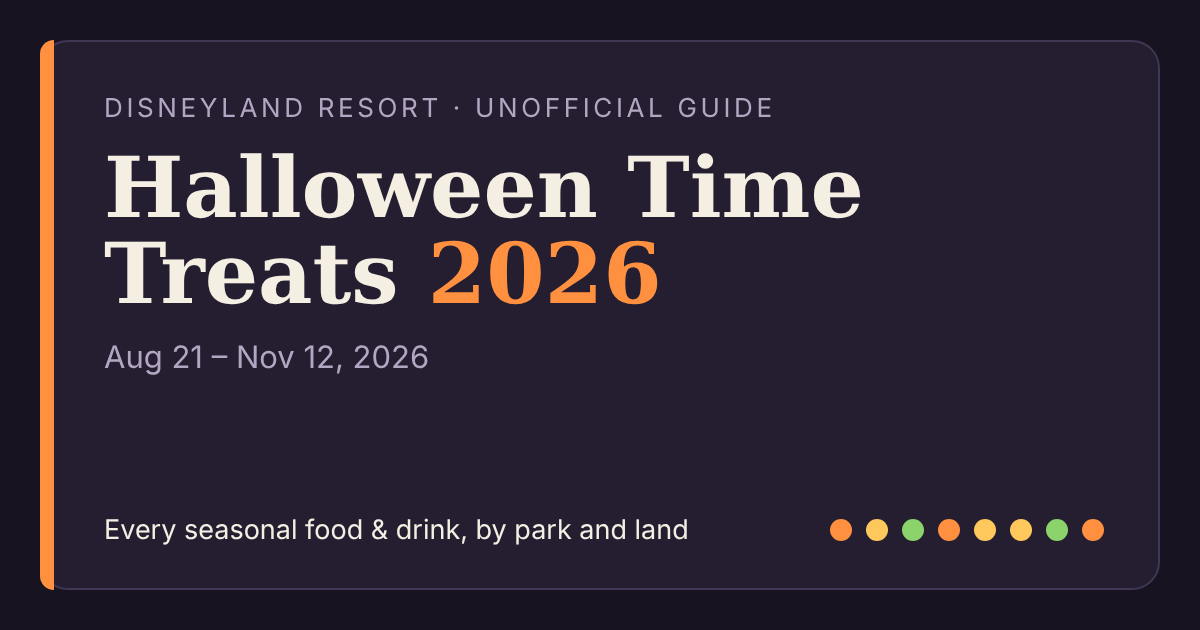 DISNEYLAND RESORT · UNOFFICIAL GUIDE
Halloween Time
Treats 2026
Aug 21 – Nov 12, 2026
Every seasonal food & drink, by park and land